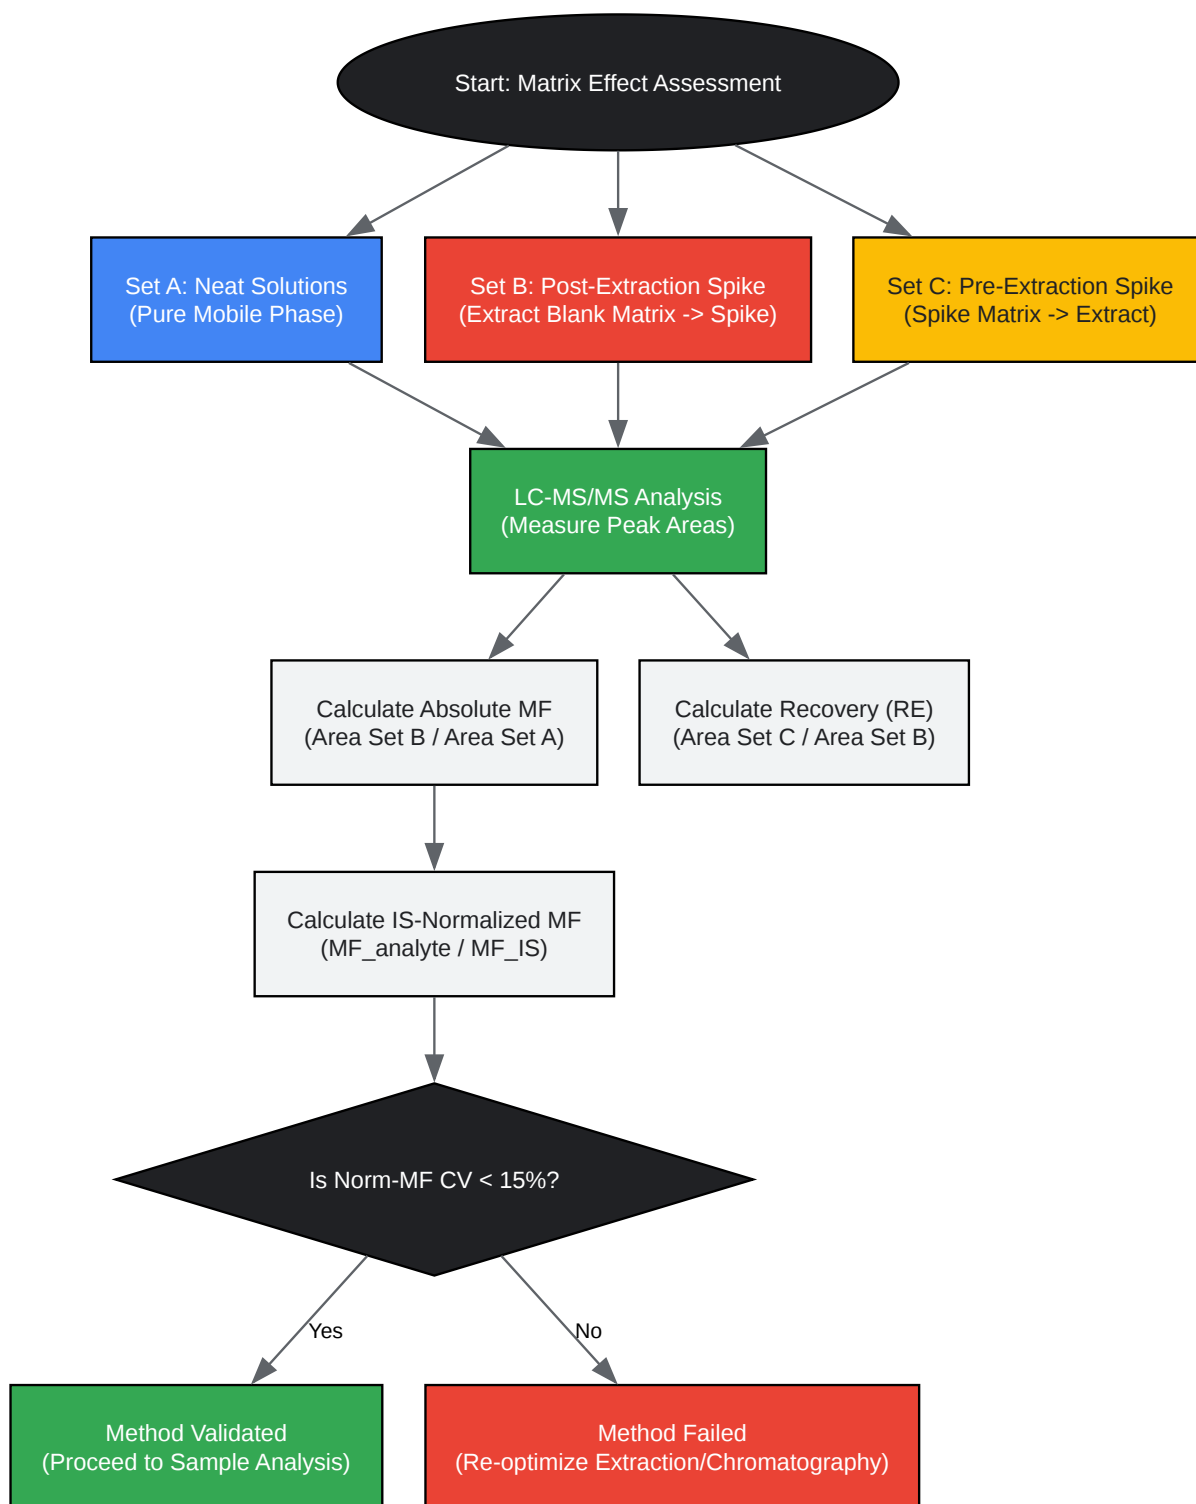 Start: Matrix Effect Assessment
Set A: Neat Solutions
(Pure Mobile Phase)
Set B: Post-Extraction Spike
(Extract Blank Matrix -> Spike)
Set C: Pre-Extraction Spike
(Spike Matrix -> Extract)
LC-MS/MS Analysis
(Measure Peak Areas)
Calculate Absolute MF
(Area Set B / Area Set A)
Calculate Recovery (RE)
(Area Set C / Area Set B)
Calculate IS-Normalized MF
(MF_analyte / MF_IS)
Is Norm-MF CV < 15%?
Yes
No
Method Validated
(Proceed to Sample Analysis)
Method Failed
(Re-optimize Extraction/Chromatography)